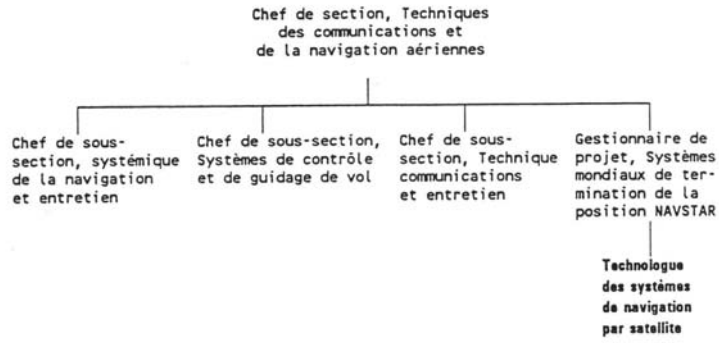 Chef de section, Techniques
des communications et
de la navigation aériennes
Chef de sous-
section, systémique
de la navigation
et entretien
Chef de sous-section,
Systèmes de contrôle
et de guidage de vol
Chef de sous-
section, Technique
communications
et entretien
Gestionnaire de
projet, Systèmes
mondiaux de ter-
mination de la
position NAVSTAR
Technologue
des systèmes
de navigation
par satellite